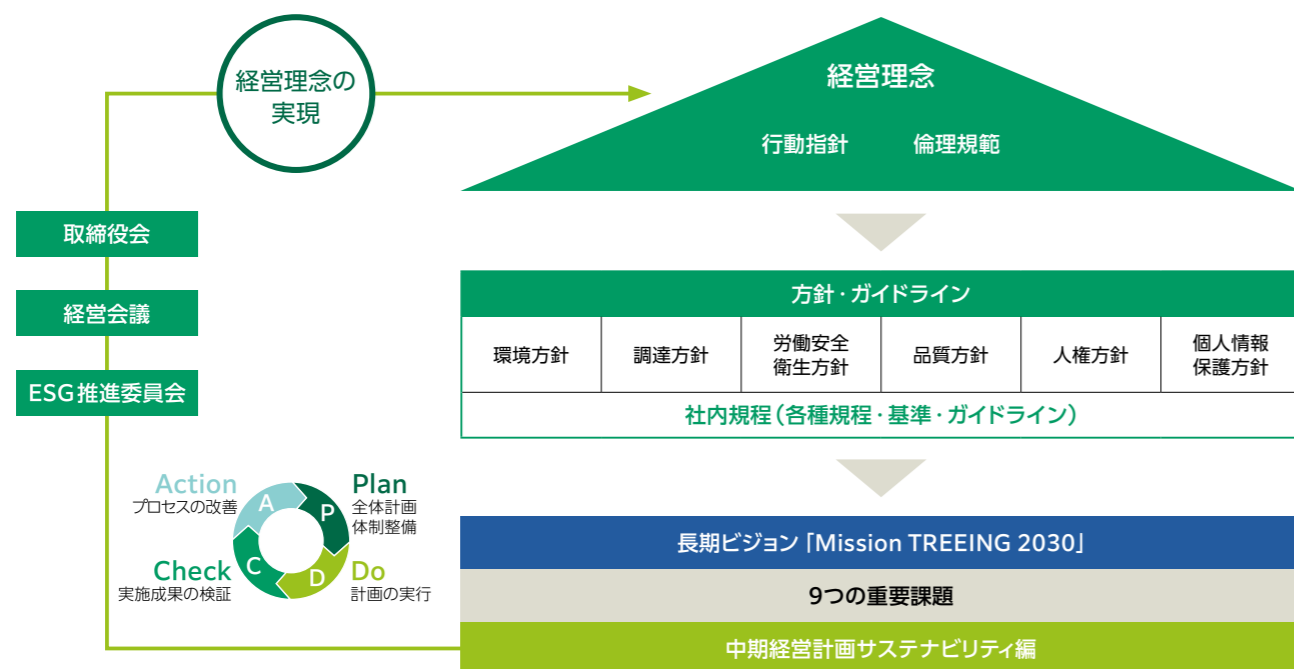 経営理念の
実現
経営理念
行動指針 倫理規範
取締役会
経営会議
ESG推進委員会
方針・ガイドライン
環境方針
調達方針
労働安全
衛生方針
品質方針
人権方針
個人情報
保護方針
社内規程(各種規程・基準・ガイドライン)
Action
プロセスの改善
Plan
全体計画
体制整備
Check
実施成果の検証
Do
計画の実行
A
P
C
D
長期ビジョン「Mission TREEING 2030」
9つの重要課題
中期経営計画サステナビリティ編